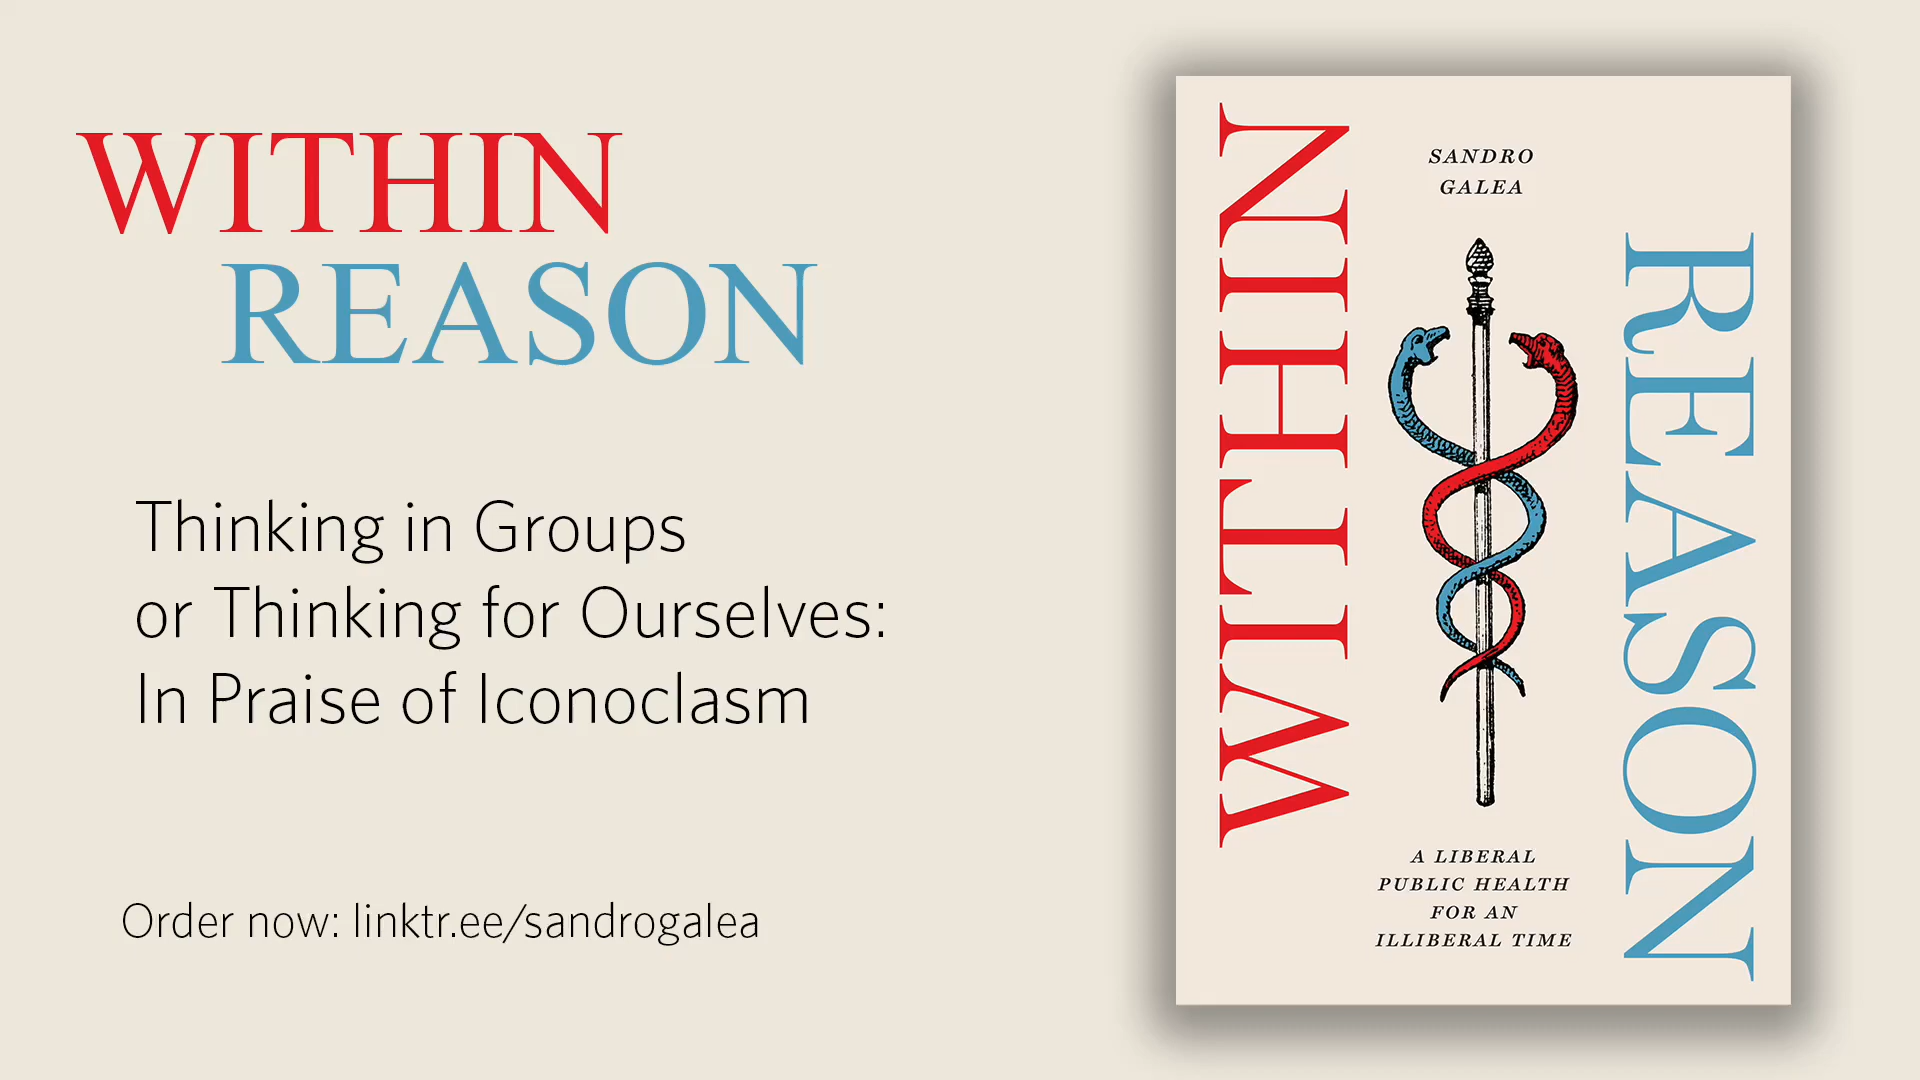 WITHIN
REASON
Thinking in Groups
or Thinking for Ourselves:
In Praise of Iconoclasm
Order now: linktr.ee/sandrogalea
WITHIN
SANDRO
GALEA
REASON
A LIBERAL
PUBLIC HEALTH
FOR AN
ILLIBERAL TIME